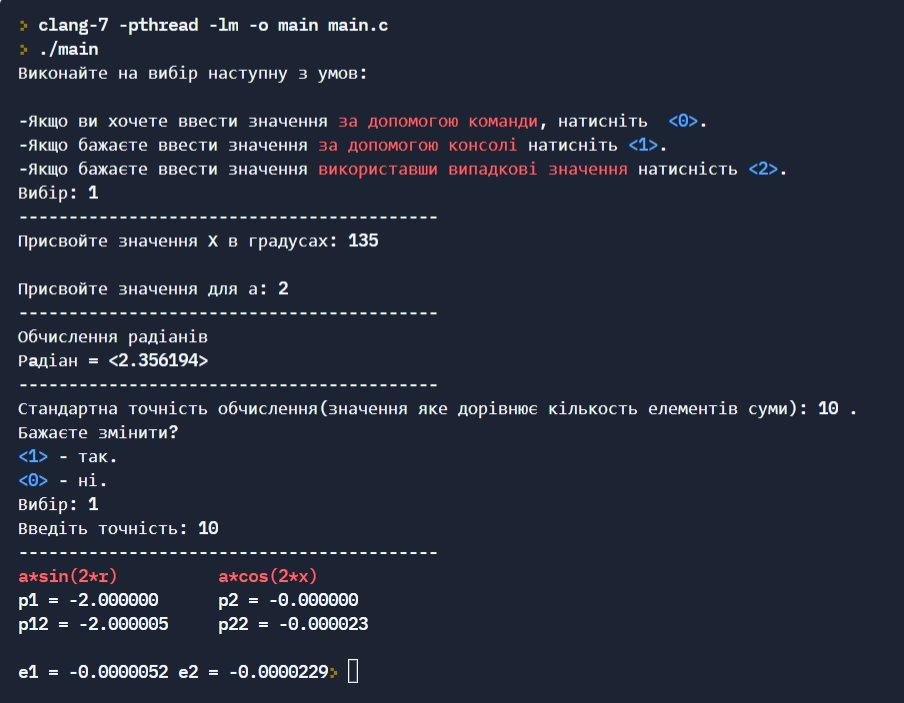 > clang-7 -pthread -lm -o main main.c
> ./main
Виконайте на вибір наступну з умов:
-Якщо ви хочете ввести значення за допомогою команди, натисніть  <0>.
-Якщо бажаєте ввести значення за допомогою консолі натисніть <1>.
-Якщо бажаєте ввести значення використавши випадкові значення натисність <2>.
Вибір: 1
------------------------------------------
Присвойте значення X в градусах: 135
Присвойте значення для a: 2
------------------------------------------
Обчислення радіанів
Радіан = <2.356194>
------------------------------------------
Стандартна точність обчислення(значення яке дорівнює кількость елементів суми): 10 .
Бажаєте змінити?
<1> - так.
<0> - ні.
Вибір: 1
Введіть точність: 10
------------------------------------------
a*sin(2*r)          a*cos(2*x)
p1 = -2.000000      p2 = -0.000000
p12 = -2.000005     p22 = -0.000023
e1 = -0.0000052 e2 = -0.0000229>